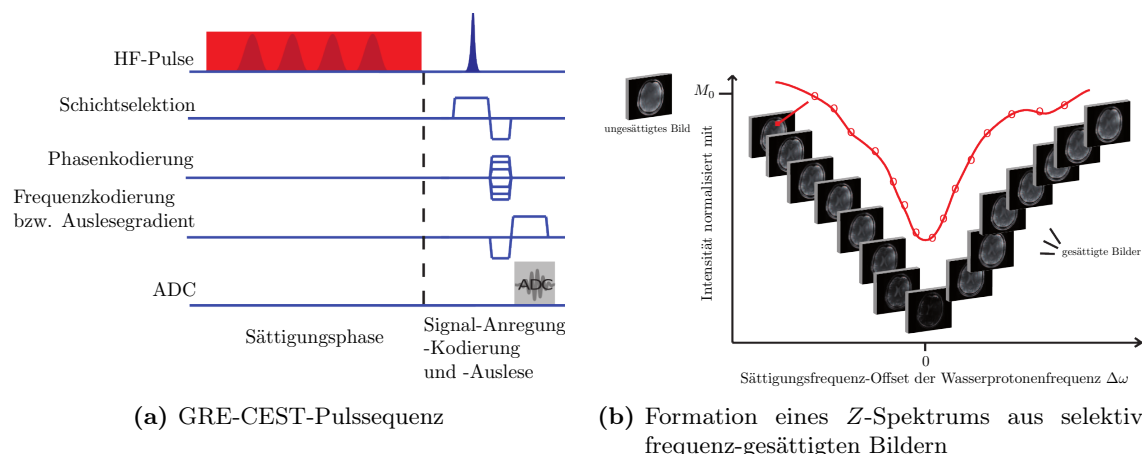 HF-Pulse
Schichtselektion
Phasenkodierung
Frequenzkodierung
bzw. Auslesegradient
ADC
ADC
Sättigungsphase
Signal-Anregung
-Kodierung
und -Auslese
(a) GRE-CEST-Pulssequenz
ungesättigtes Bild
M₀
Intensität normalisiert mit
gesättigte Bilder
0
Sättigungsfrequenz-Offset der Wasserprotonenfrequenz Δω
(b) Formation eines Z-Spektrums aus selektiv
frequenz-gesättigten Bildern